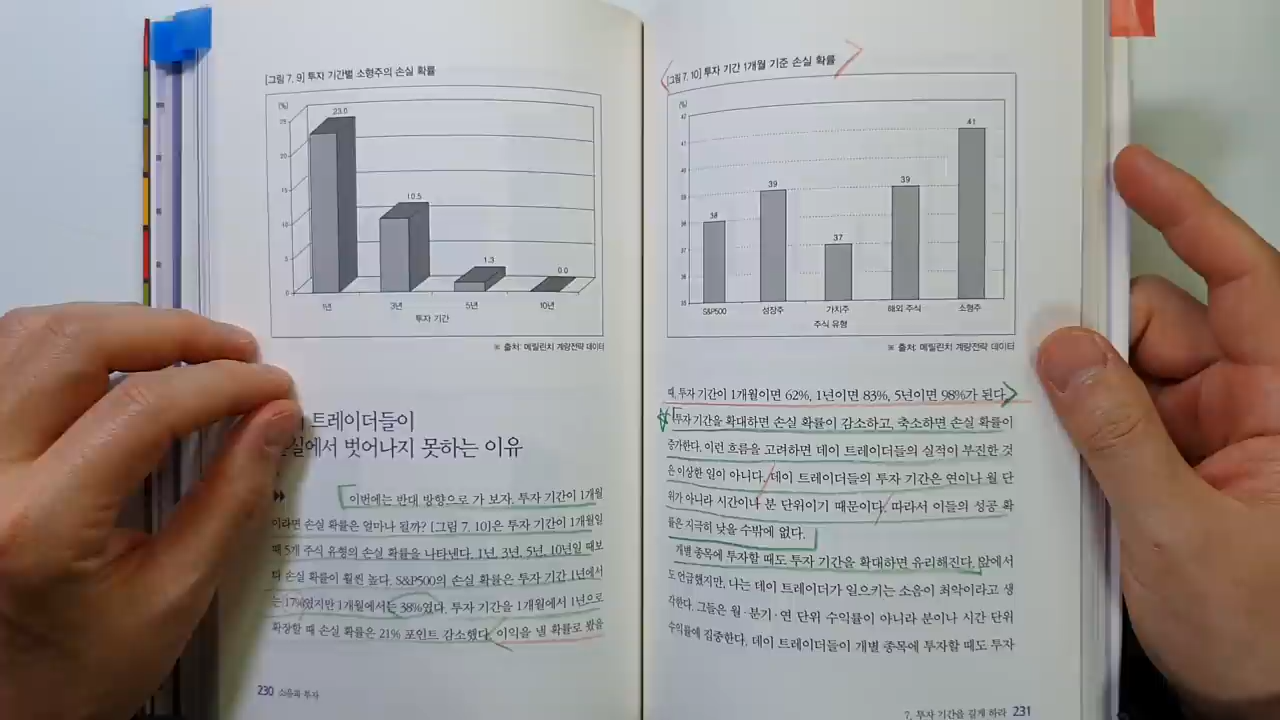 [그림 7. 9] 투자 기간별 소형주의 손실 확률
(%)
25
20
15
10
5
0
23.0
10.5
1.3
0.0
1년 3년 5년 10년
투자 기간
※ 출처: 메릴린치 계량전략 데이터
트레이더들이
실에서 벗어나지 못하는 이유
이번에는 반대 방향으로 가 보자. 투자 기간이 1개월
이라면 손실 확률은 얼마나 될까? [그림 7. 10]은 투자 기간이 1개월일
때 5개 주식 유형의 손실 확률을 나타낸다. 1년, 3년, 5년, 10년일 때보
다 손실 확률이 훨씬 높다. S&P500의 손실 확률은 투자 기간 1년에서
는 17%였지만 1개월에서는 38%였다. 투자 기간을 1개월에서 1년으로
확장할 때 손실 확률은 21% 포인트 감소했다. 이익을 낼 확률로 봤을
230 소음과 투자
[그림 7. 10] 투자 기간 1개월 기준 손실 확률
(%)
42
41
40
39
38
37
36
35
38
39
37
39
41
S&P500 성장주 가치주 해외 주식 소형주
주식 유형
※ 출처: 메릴린치 계량전략 데이터
때, 투자 기간이 1개월이면 62%, 1년이면 83%, 5년이면 98%가 된다.
투자 기간을 확대하면 손실 확률이 감소하고, 축소하면 손실 확률이
증가한다. 이런 흐름을 고려하면 데이 트레이더들의 실적이 부진한 것
은 이상한 일이 아니다. 데이 트레이더들의 투자 기간은 연이나 월 단
위가 아니라 시간이나 분 단위이기 때문이다. 따라서 이들의 성공 확
률은 지극히 낮을 수밖에 없다.
개별 종목에 투자할 때도 투자 기간을 확대하면 유리해진다. 앞에서
도 언급했지만, 나는 데이 트레이더가 일으키는 소음이 최악이라고 생
각한다. 그들은 월·분기·연 단위 수익률이 아니라 분이나 시간 단위
수익률에 집중한다. 데이 트레이더들이 개별 종목에 투자할 때도 투자
7. 투자 기간을 길게 하라 231